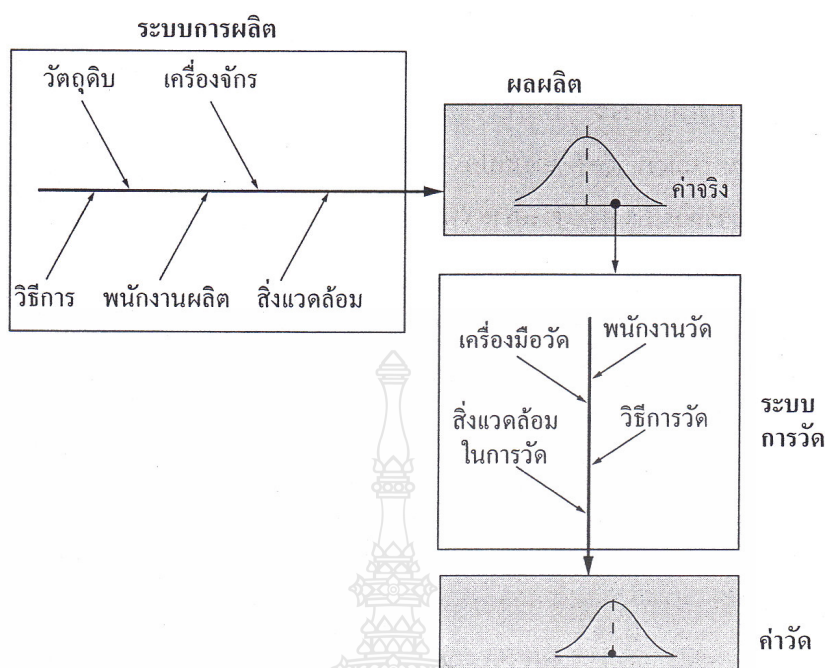 ระบบการผลิต
วัตถุดิบ
เครื่องจักร
วิธีการ
พนักงานผลิต
สิ่งแวดล้อม
ผลผลิต
ค่าจริง
เครื่องมือวัด
พนักงานวัด
สิ่งแวดล้อม
ในการวัด
วิธีการวัด
ระบบ
การวัด
ค่าวัด